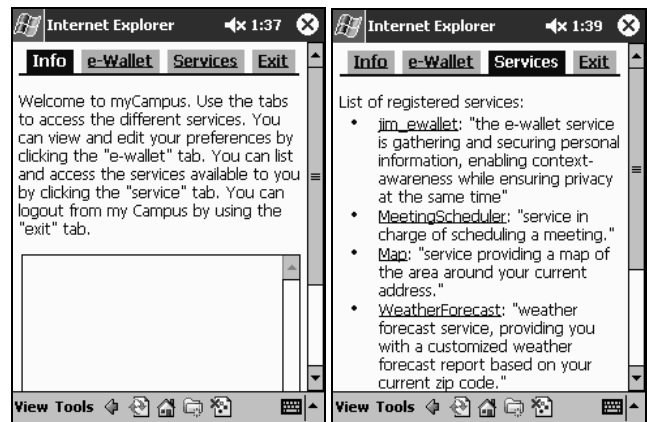 Internet Explorer 1:37
Info e-Wallet Services Exit
Welcome to myCampus. Use the tabs
to access the different services. You
can view and edit your preferences by
clicking the "e-wallet" tab. You can list
and access the services available to you
by clicking the "service" tab. You can
logout from my Campus by using the
"exit" tab.
View Tools
Internet Explorer 1:39
Info e-Wallet Services Exit
List of registered services:
• jim_ewallet: "the e-wallet service
is gathering and securing personal
information, enabling context-
awareness while ensuring privacy
at the same time"
• MeetingScheduler: "service in
charge of scheduling a meeting."
• Map: "service providing a map of
the area around your current
address."
• WeatherForecast: "weather
forecast service, providing you
with a customized weather
forecast report based on your
current zip code."
View Tools